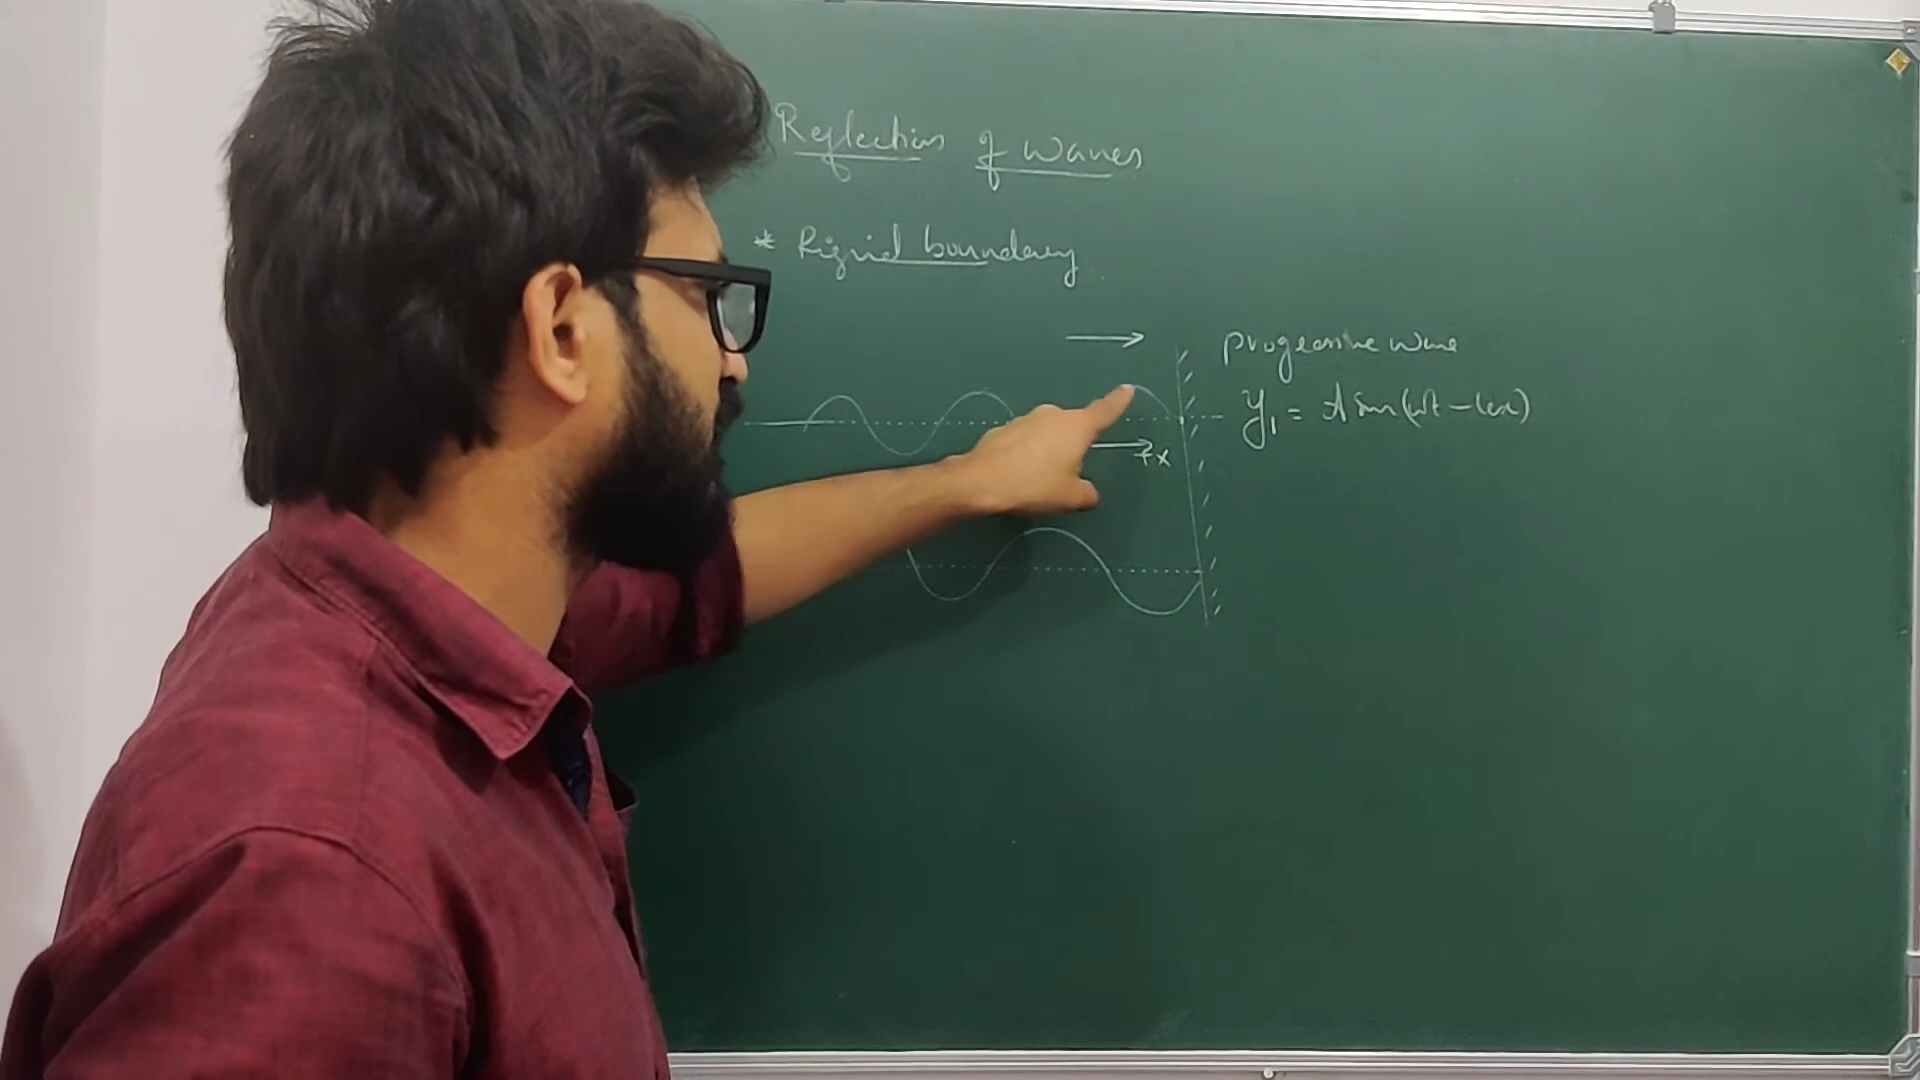 Reflection of waves
* Rigid boundary
progressive wave
y₁ = A sin(ωt - kx)
+x